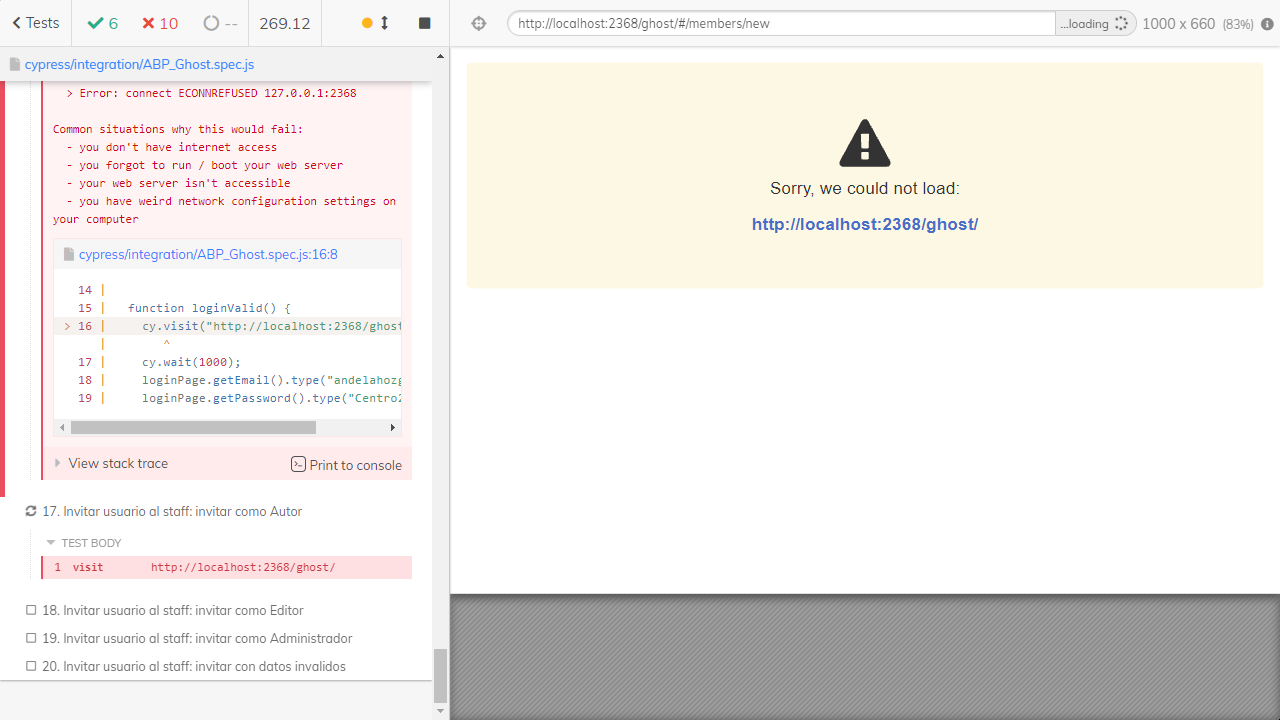 Tests
6
10
--
269.12
http://localhost:2368/ghost/#/members/new
...loading
1000 x 660 (83%)
cypress/integration/ABP_Ghost.spec.js
> Error: connect ECONNREFUSED 127.0.0.1:2368
Common situations why this would fail:
- you don't have internet access
- you forgot to run / boot your web server
- your web server isn't accessible
- you have weird network configuration settings on
your computer
cypress/integration/ABP_Ghost.spec.js:16:8
14 |
15 | function loginValid() {
> 16 | cy.visit("http://localhost:2368/ghost
| ^
17 | cy.wait(1000);
18 | loginPage.getEmail().type("andelahozg
19 | loginPage.getPassword().type("Centro2
View stack trace
Print to console
17. Invitar usuario al staff: invitar como Autor
TEST BODY
1 visit http://localhost:2368/ghost/
18. Invitar usuario al staff: invitar como Editor
19. Invitar usuario al staff: invitar como Administrador
20. Invitar usuario al staff: invitar con datos invalidos
Sorry, we could not load:
http://localhost:2368/ghost/